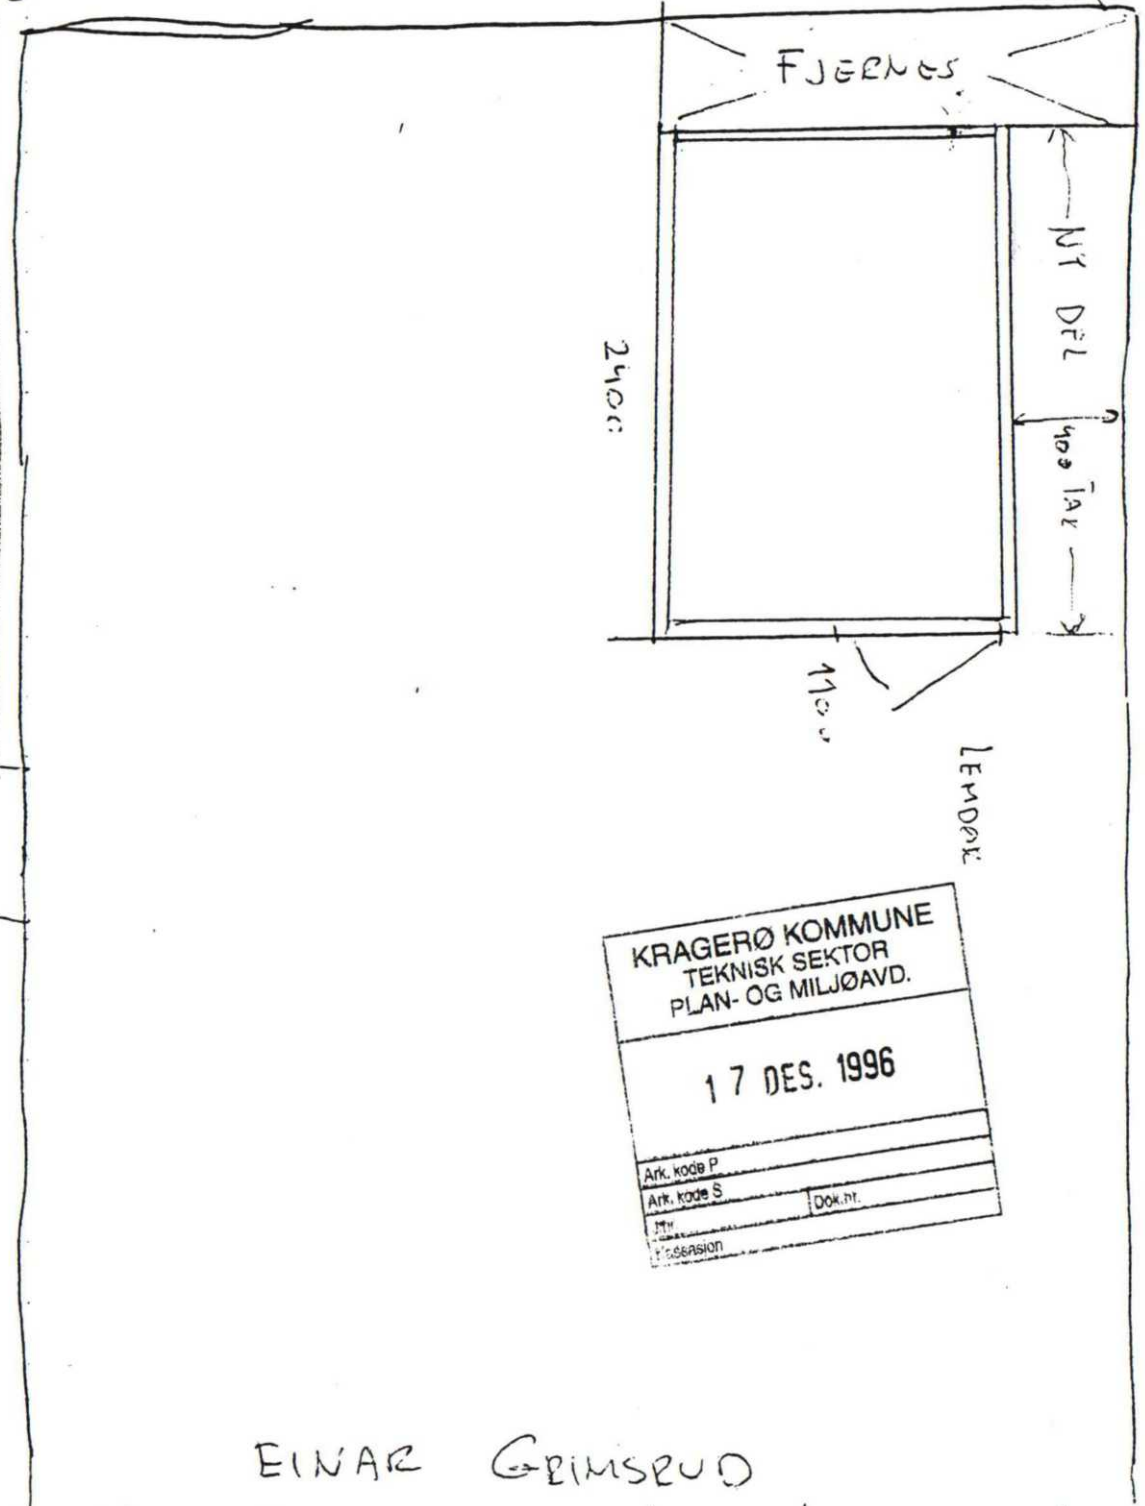 FJERNES
NY DEL
400 TAK
2400
1100
LEMDØR
KRAGERØ KOMMUNE
TEKNISK SEKTOR
PLAN- OG MILJØAVD.
17 DES. 1996
Ark. kode P
Ark. kode S
Dok.nr.
EINAR GRIMSRUD